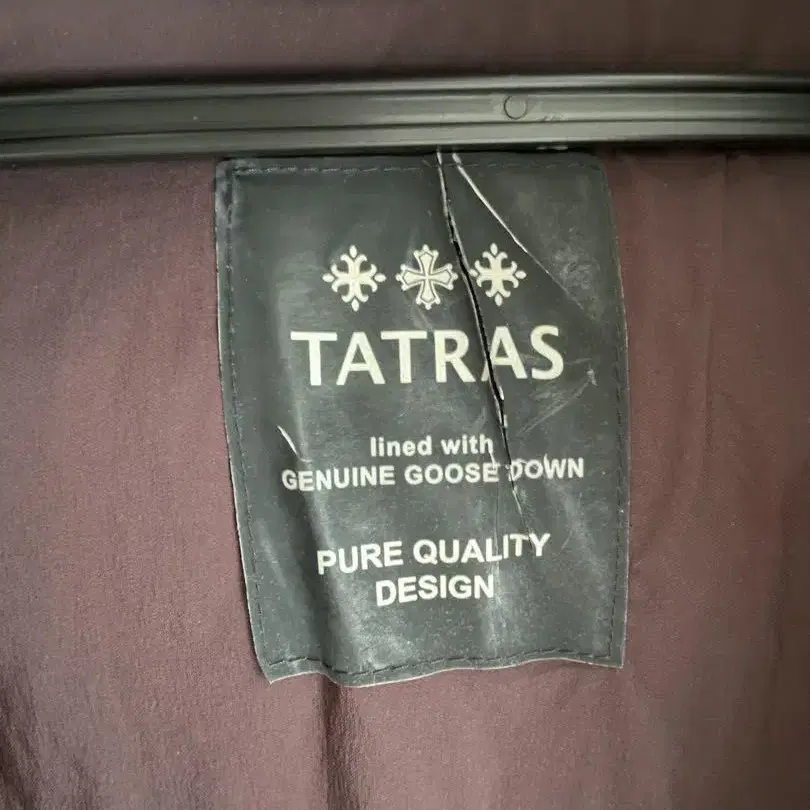 TATRAS
lined with
GENUINE GOOSE DOWN
PURE QUALITY
DESIGN